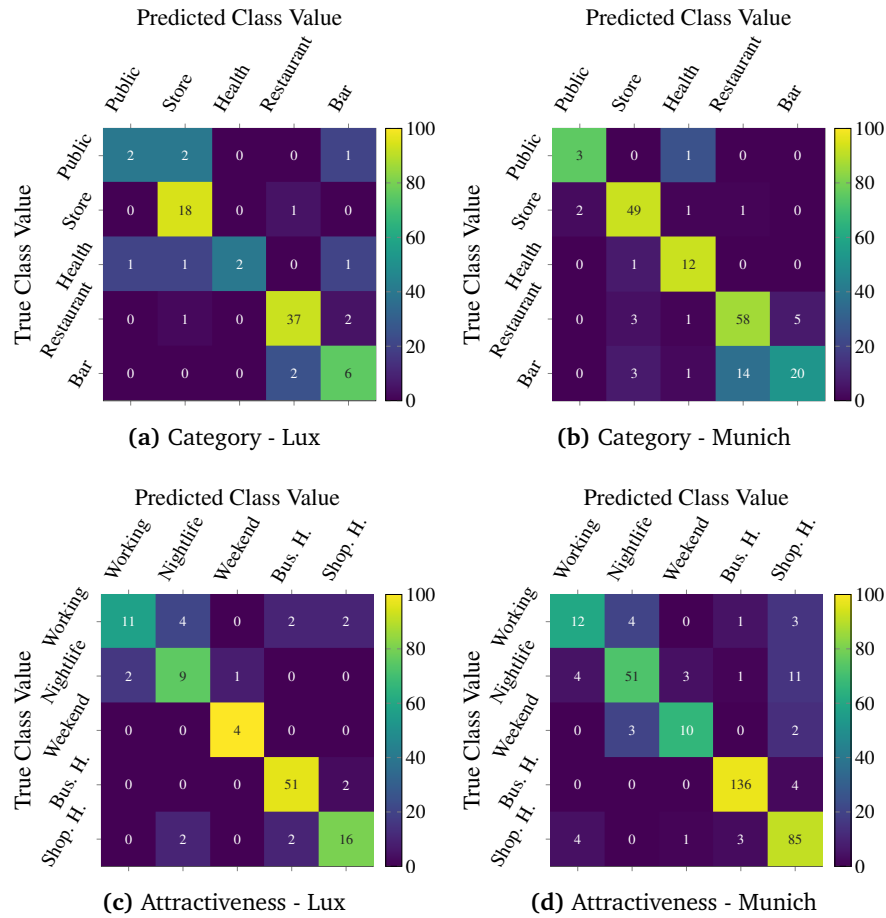 Predicted Class Value
Public Store Health Restaurant Bar
True Class Value
Public 2 2 0 0 1
Store 0 18 0 1 0
Health 1 1 2 0 1
Restaurant 0 1 0 37 2
Bar 0 0 0 2 6
100
80
60
40
20
0
(a) Category - Lux
Predicted Class Value
Public Store Health Restaurant Bar
True Class Value
Public 3 0 1 0 0
Store 2 49 1 1 0
Health 0 1 12 0 0
Restaurant 0 3 1 58 5
Bar 0 3 1 14 20
100
80
60
40
20
0
(b) Category - Munich
Predicted Class Value
Working Nightlife Weekend Bus. H. Shop. H.
True Class Value
Working 11 4 0 2 2
Nightlife 2 9 1 0 0
Weekend 0 0 4 0 0
Bus. H. 0 0 0 51 2
Shop. H. 0 2 0 2 16
100
80
60
40
20
0
(c) Attractiveness - Lux
Predicted Class Value
Working Nightlife Weekend Bus. H. Shop. H.
True Class Value
Working 12 4 0 1 3
Nightlife 4 51 3 1 11
Weekend 0 3 10 0 2
Bus. H. 0 0 0 136 4
Shop. H. 4 0 1 3 85
100
80
60
40
20
0
(d) Attractiveness - Munich